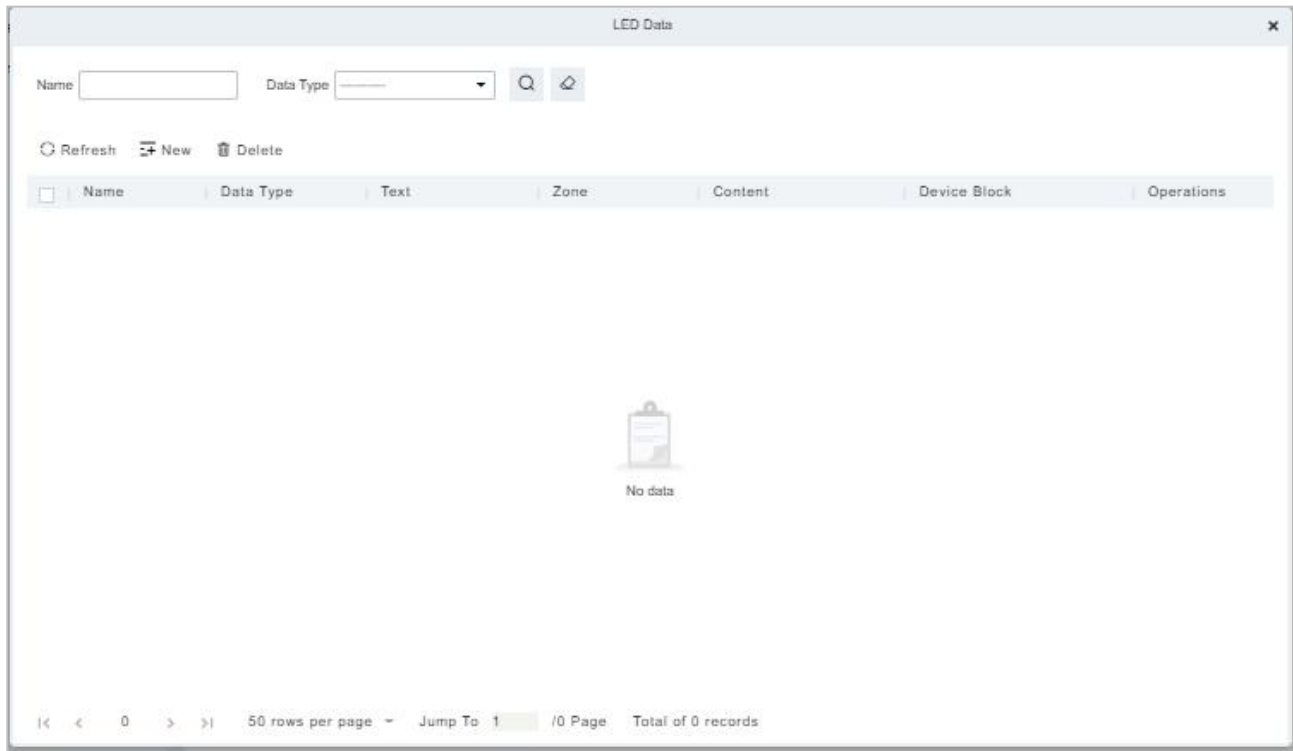 LED Data
Name Data Type ---------
Refresh New Delete
Name Data Type Text Zone Content Device Block Operations
No data
0 50 rows per page Jump To 1 /0 Page Total of 0 records